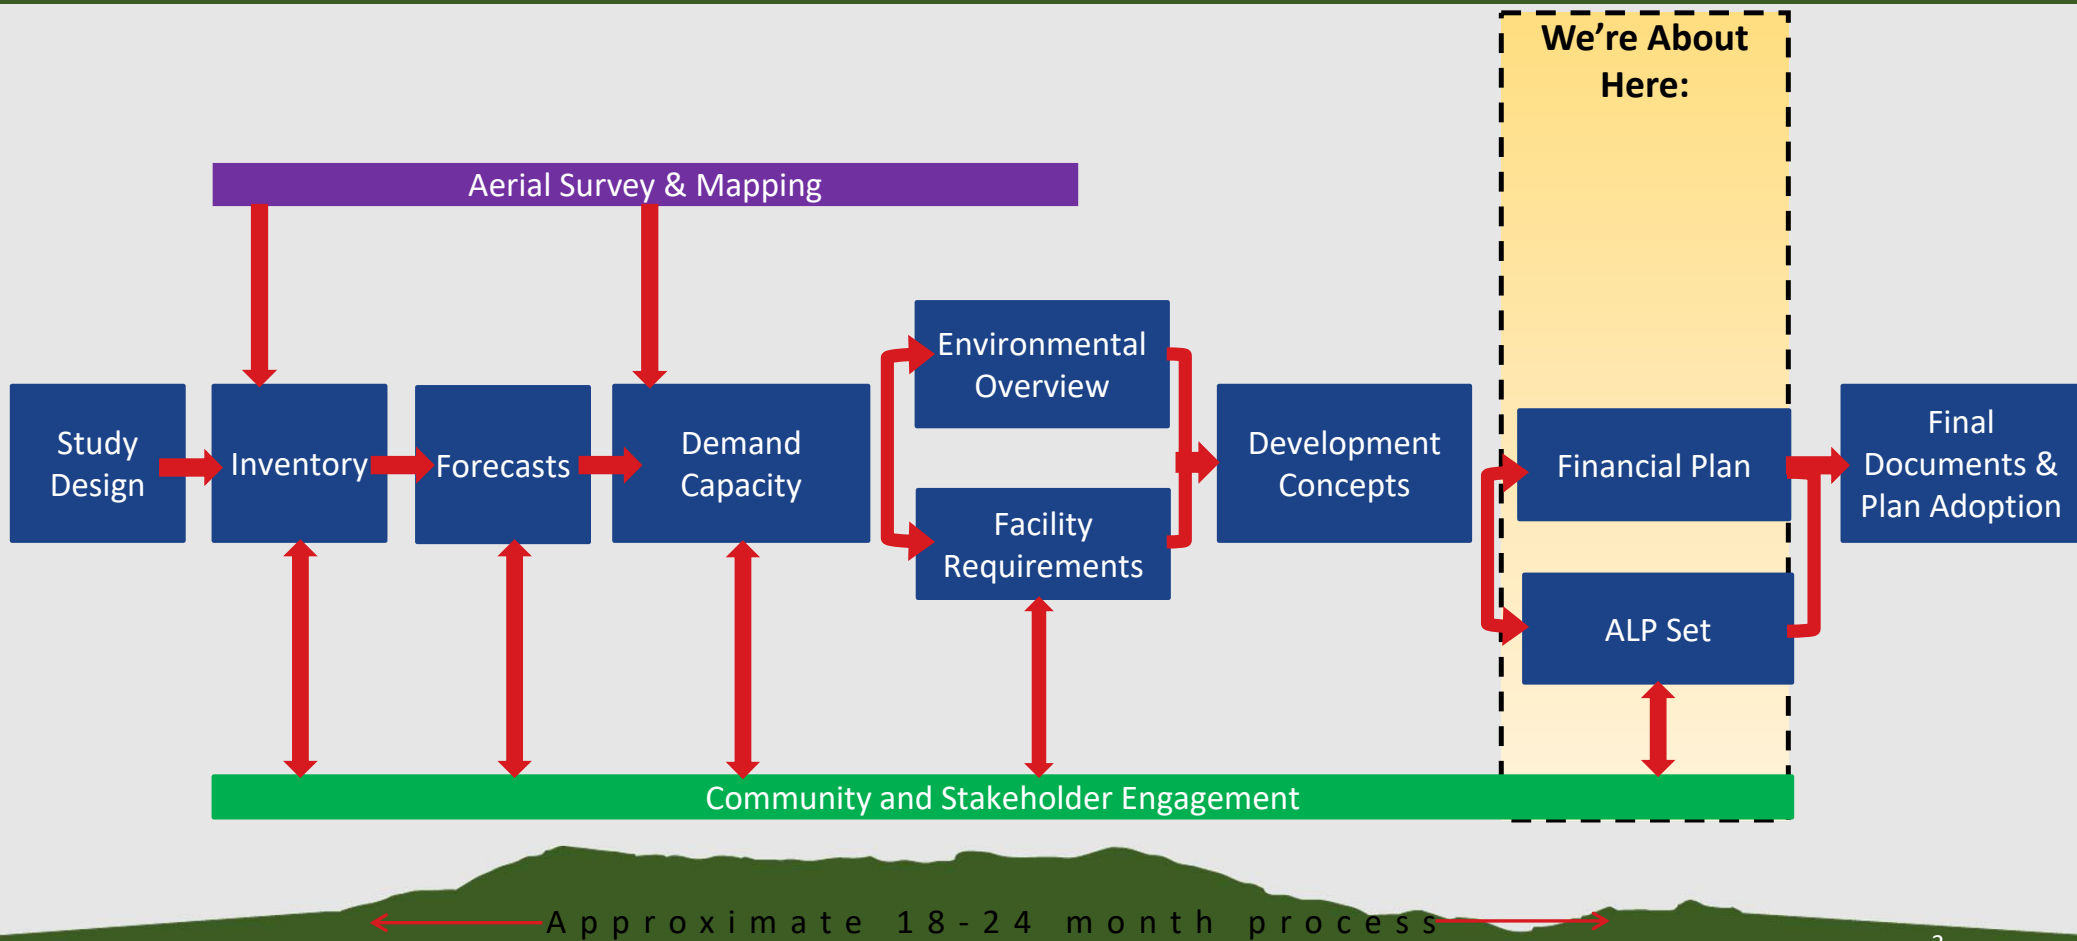 We're About
Here:
Aerial Survey & Mapping
Environmental
Overview
Study
Design
Inventory
Forecasts
Demand
Capacity
Facility
Requirements
Development
Concepts
Financial Plan
ALP Set
Final
Documents &
Plan Adoption
Community and Stakeholder Engagement
Approximate 18-24 month process